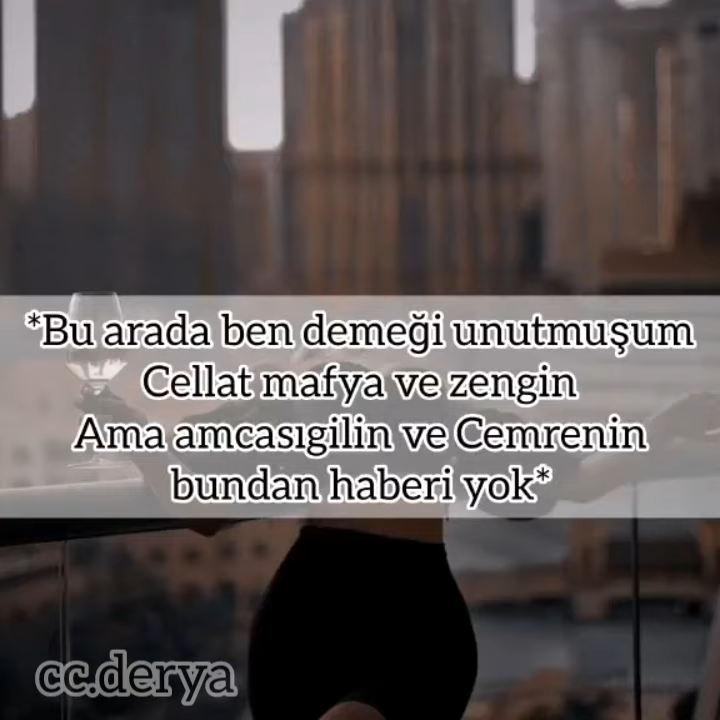 *Bu arada ben demeği unutmuşum
Cellat mafya ve zengin
Ama amcasıgilin ve Cemrenin
bundan haberi yok*
cc.derya